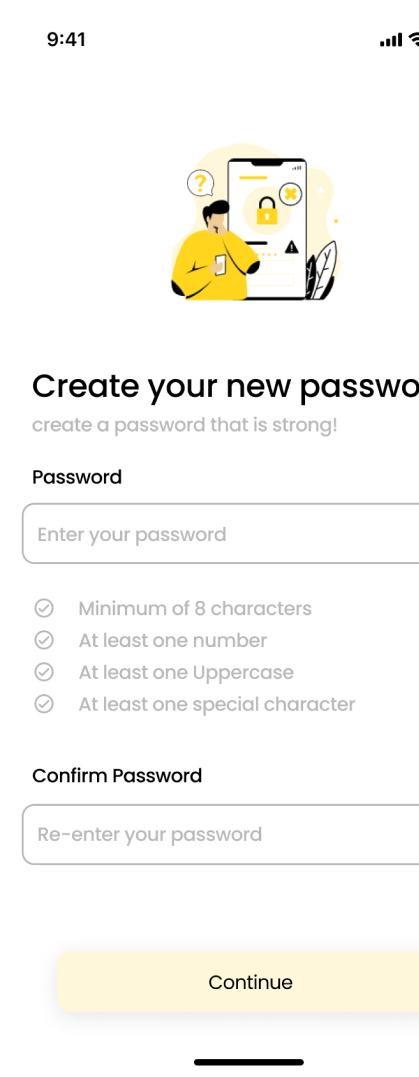 9:41
?
Create your new passwo
create a password that is strong!
Password
Enter your password
Minimum of 8 characters
At least one number
At least one Uppercase
At least one special character
Confirm Password
Re-enter your password
Continue